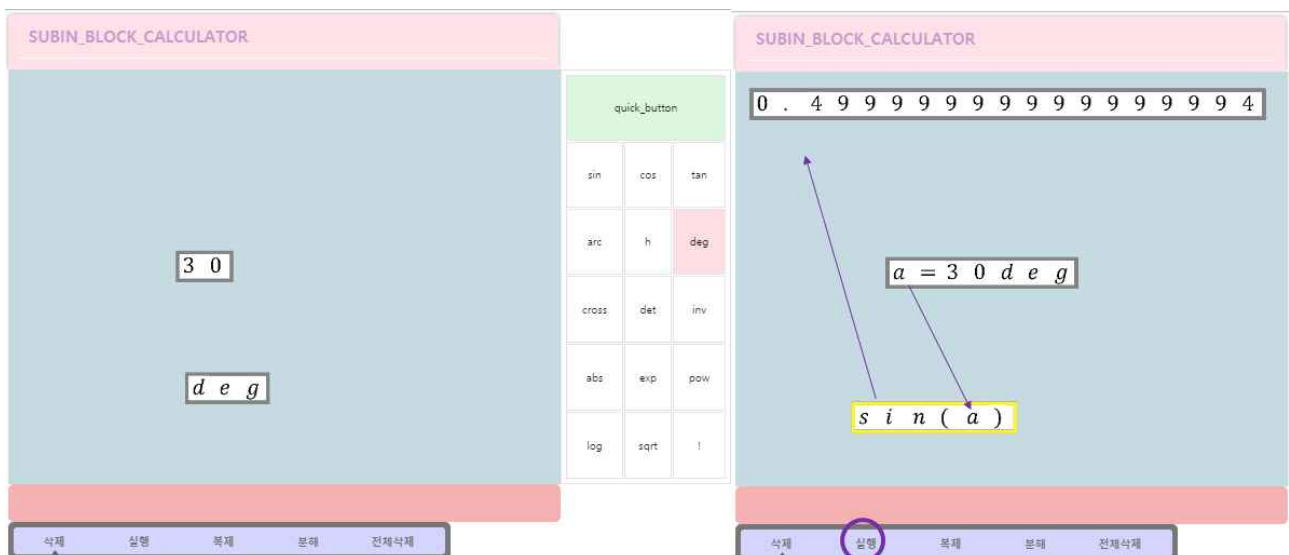 SUBIN_BLOCK_CALCULATOR
3 0
d e g
삭제 실행 복제 분해 전체삭제
quick_button
sin cos tan
arc h deg
cross det inv
abs exp pow
log sqrt !
SUBIN_BLOCK_CALCULATOR
0 . 4 9 9 9 9 9 9 9 9 9 9 9 9 9 9 9 4
a = 3 0 d e g
s i n ( a )
삭제 실행 복제 분해 전체삭제